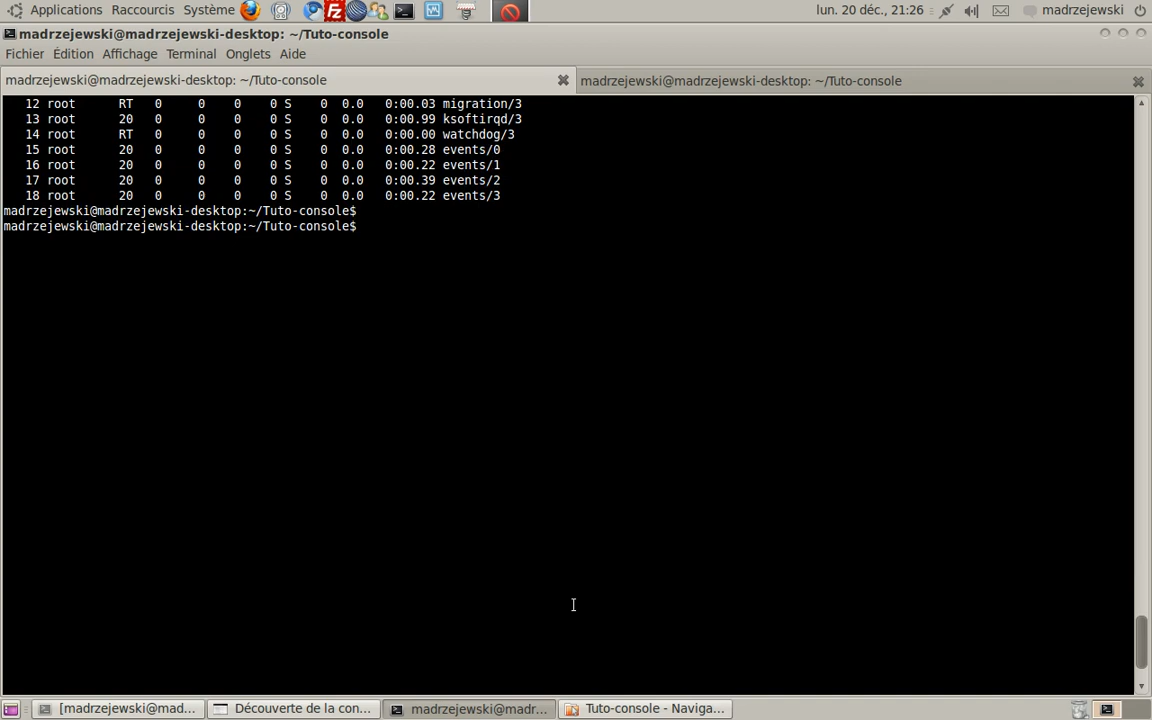 Applications Raccourcis Système lun. 20 déc., 21:26 madrzejewski
madrzejewski@madrzejewski-desktop: ~/Tuto-console
Fichier Édition Affichage Terminal Onglets Aide
madrzejewski@madrzejewski-desktop: ~/Tuto-console madrzejewski@madrzejewski-desktop: ~/Tuto-console
12 root RT 0 0 0 0 S 0 0.0 0:00.03 migration/3
13 root 20 0 0 0 0 S 0 0.0 0:00.99 ksoftirqd/3
14 root RT 0 0 0 0 S 0 0.0 0:00.00 watchdog/3
15 root 20 0 0 0 0 S 0 0.0 0:00.28 events/0
16 root 20 0 0 0 0 S 0 0.0 0:00.22 events/1
17 root 20 0 0 0 0 S 0 0.0 0:00.39 events/2
18 root 20 0 0 0 0 S 0 0.0 0:00.22 events/3
madrzejewski@madrzejewski-desktop:~/Tuto-console$
madrzejewski@madrzejewski-desktop:~/Tuto-console$
[madrzejewski@mad... Découverte de la con... madrzejewski@madr... Tuto-console - Naviga...